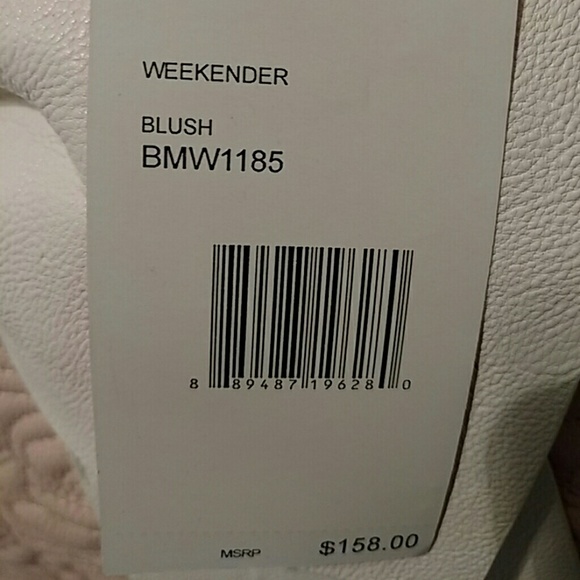 WEEKENDER
BLUSH
BMW1185
8 89487 19628 0
MSRP $158.00